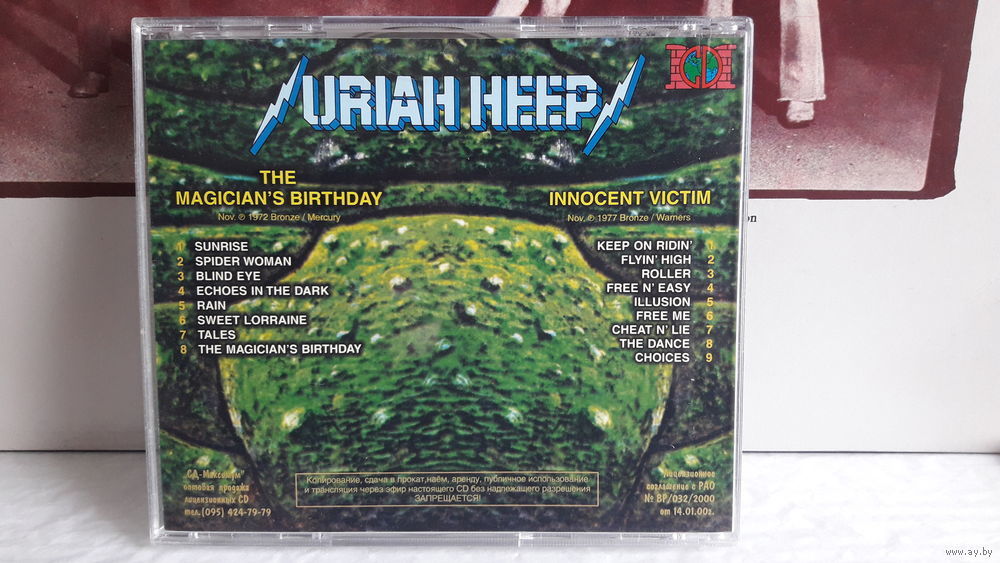 URIAH HEEP
THE
MAGICIAN'S BIRTHDAY
Nov. ℗ 1972 Bronze / Mercury
1 SUNRISE
2 SPIDER WOMAN
3 BLIND EYE
4 ECHOES IN THE DARK
5 RAIN
6 SWEET LORRAINE
7 TALES
8 THE MAGICIAN'S BIRTHDAY
INNOCENT VICTIM
Nov. ℗ 1977 Bronze / Warners
KEEP ON RIDIN' 1
FLYIN' HIGH 2
ROLLER 3
FREE N' EASY 4
ILLUSION 5
FREE ME 6
CHEAT N' LIE 7
THE DANCE 8
CHOICES 9
"СД-Максимум"
оптовая продажа
лицензионных CD
тел.(095) 424-79-79
Копирование, сдача в прокат,наём, аренду, публичное использование
и трансляция через эфир настоящего CD без надлежащего разрешения
ЗАПРЕЩАЕТСЯ!
Лицензионное
соглашение с РАО
№ ВР/032/2000
от 14.01.00г.
on
www.ay.by